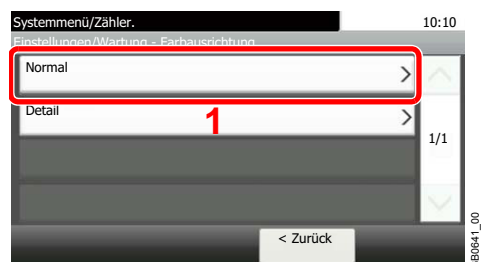 Systemmenü/Zähler. 10:10
Einstellungen/Wartung - Farbausrichtung
Normal
Detail
1
1/1
< Zurück
B0641_00